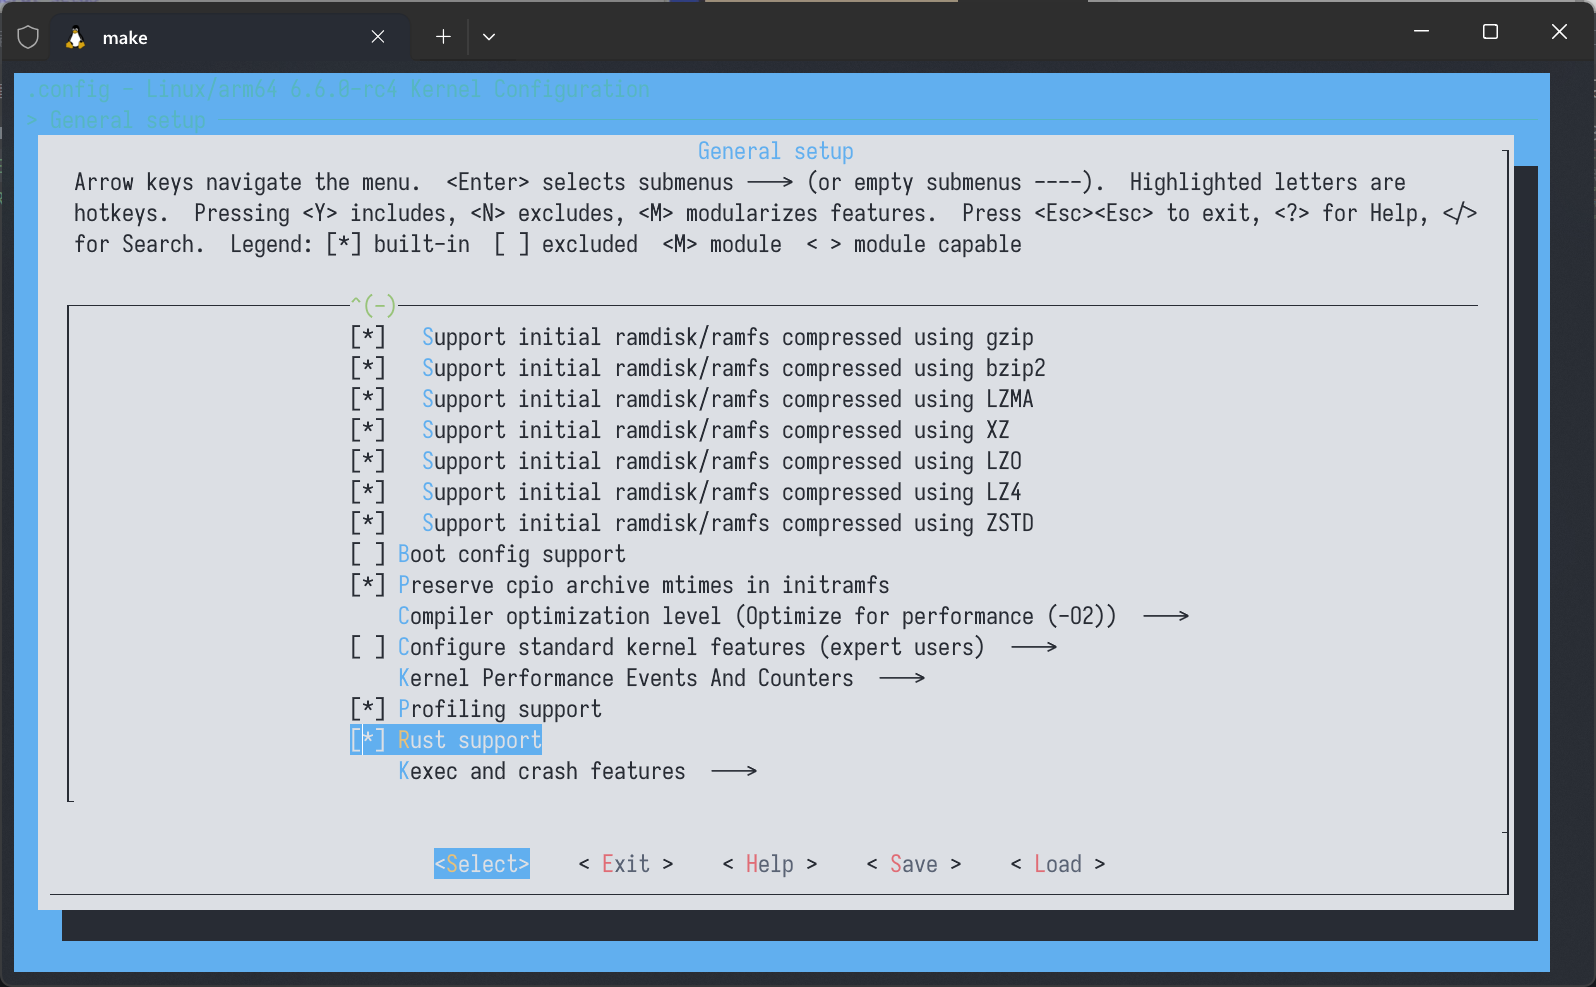 make
.config - Linux/arm64 6.6.0-rc4 Kernel Configuration
> General setup
General setup
Arrow keys navigate the menu.  <Enter> selects submenus ---> (or empty submenus ----).  Highlighted letters are
hotkeys.  Pressing <Y> includes, <N> excludes, <M> modularizes features.  Press <Esc><Esc> to exit, <?> for Help, </>
for Search.  Legend: [*] built-in  [ ] excluded  <M> module  < > module capable
^(-)
[*]   Support initial ramdisk/ramfs compressed using gzip
[*]   Support initial ramdisk/ramfs compressed using bzip2
[*]   Support initial ramdisk/ramfs compressed using LZMA
[*]   Support initial ramdisk/ramfs compressed using XZ
[*]   Support initial ramdisk/ramfs compressed using LZO
[*]   Support initial ramdisk/ramfs compressed using LZ4
[*]   Support initial ramdisk/ramfs compressed using ZSTD
[ ] Boot config support
[*] Preserve cpio archive mtimes in initramfs
Compiler optimization level (Optimize for performance (-O2))  --->
[ ] Configure standard kernel features (expert users)  --->
Kernel Performance Events And Counters  --->
[*] Profiling support
[*] Rust support
Kexec and crash features  --->
<Select>    < Exit >    < Help >    < Save >    < Load >